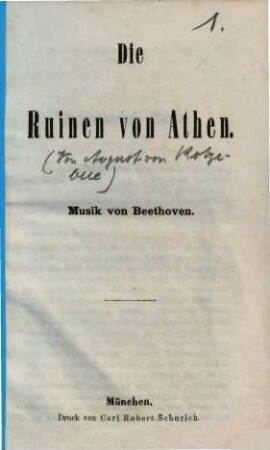 1.
Die
Ruinen von Athen.
(Von August von Kotze-
bue)
Musik von Beethoven.
München.
Druck von Carl Robert Schurich.